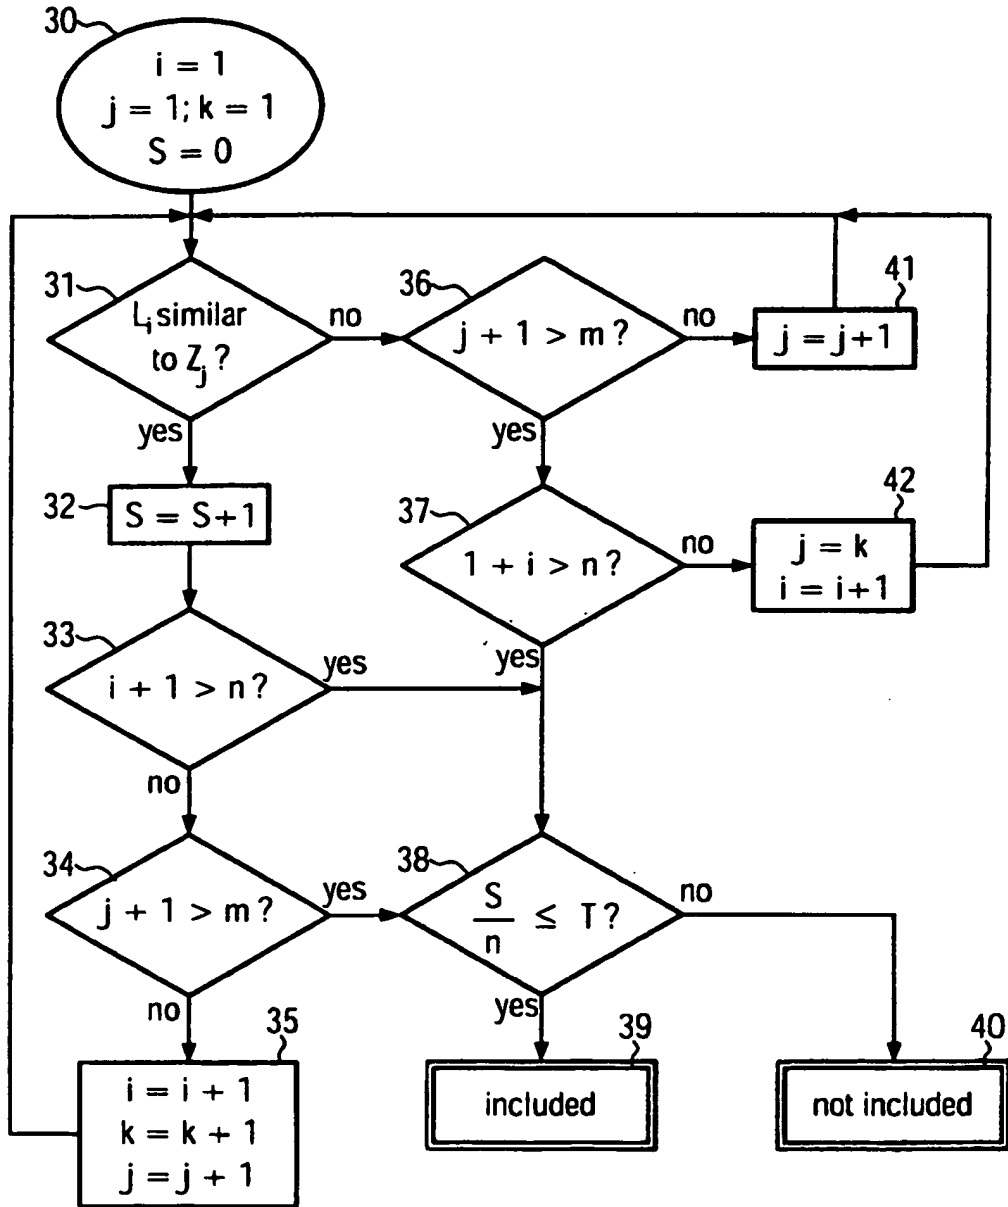 30
i = 1
j = 1; k = 1
S = 0
31
L_i similar
to Z_j ?
no
yes
36
j + 1 > m ?
no
yes
41
j = j+1
32
S = S+1
37
1 + i > n ?
no
yes
42
j = k
i = i+1
33
i + 1 > n ?
yes
no
34
j + 1 > m ?
yes
no
38
S
n
≤ T ?
no
yes
35
i = i + 1
k = k + 1
j = j + 1
39
included
40
not included